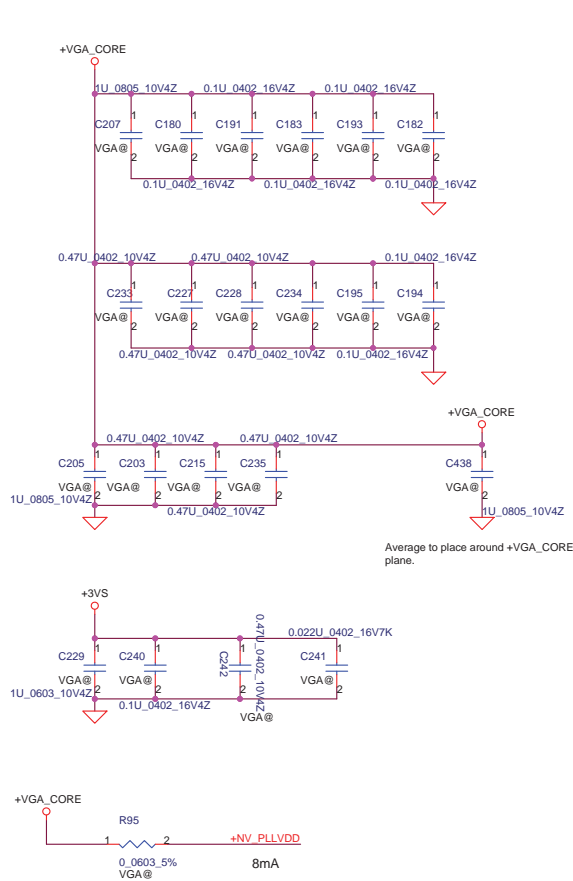 +VGA_CORE
1U_0805_10V4Z 0.1U_0402_16V4Z 0.1U_0402_16V4Z
1 1 1 1 1 1
C207 C180 C191 C183 C193 C182
VGA@ VGA@ VGA@ VGA@ VGA@ VGA@
2 2 2 2 2 2
0.1U_0402_16V4Z 0.1U_0402_16V4Z 0.1U_0402_16V4Z
0.47U_0402_10V4Z 0.47U_0402_10V4Z 0.1U_0402_16V4Z
1 1 1 1 1 1
C233 C227 C228 C234 C195 C194
VGA@ VGA@ VGA@ VGA@ VGA@ VGA@
2 2 2 2 2 2
0.47U_0402_10V4Z 0.47U_0402_10V4Z 0.1U_0402_16V4Z
+VGA_CORE
0.47U_0402_10V4Z 0.47U_0402_10V4Z
1 1 1 1 1
C205 C203 C215 C235 C438
VGA@ VGA@ VGA@ VGA@ VGA@
2 2 2 2 2
1U_0805_10V4Z 0.47U_0402_10V4Z 1U_0805_10V4Z
Average to place around +VGA_CORE
plane.
+3VS
0.47U_0402_10V4Z
0.022U_0402_16V7K
1 1 1 1
C229 C240 C242 C241
VGA@ VGA@ VGA@
2 2 2 2
1U_0603_10V4Z 0.1U_0402_16V4Z
VGA@
+VGA_CORE
R95
1 2 +NV_PLLVDD
0_0603_5% 8mA
VGA@